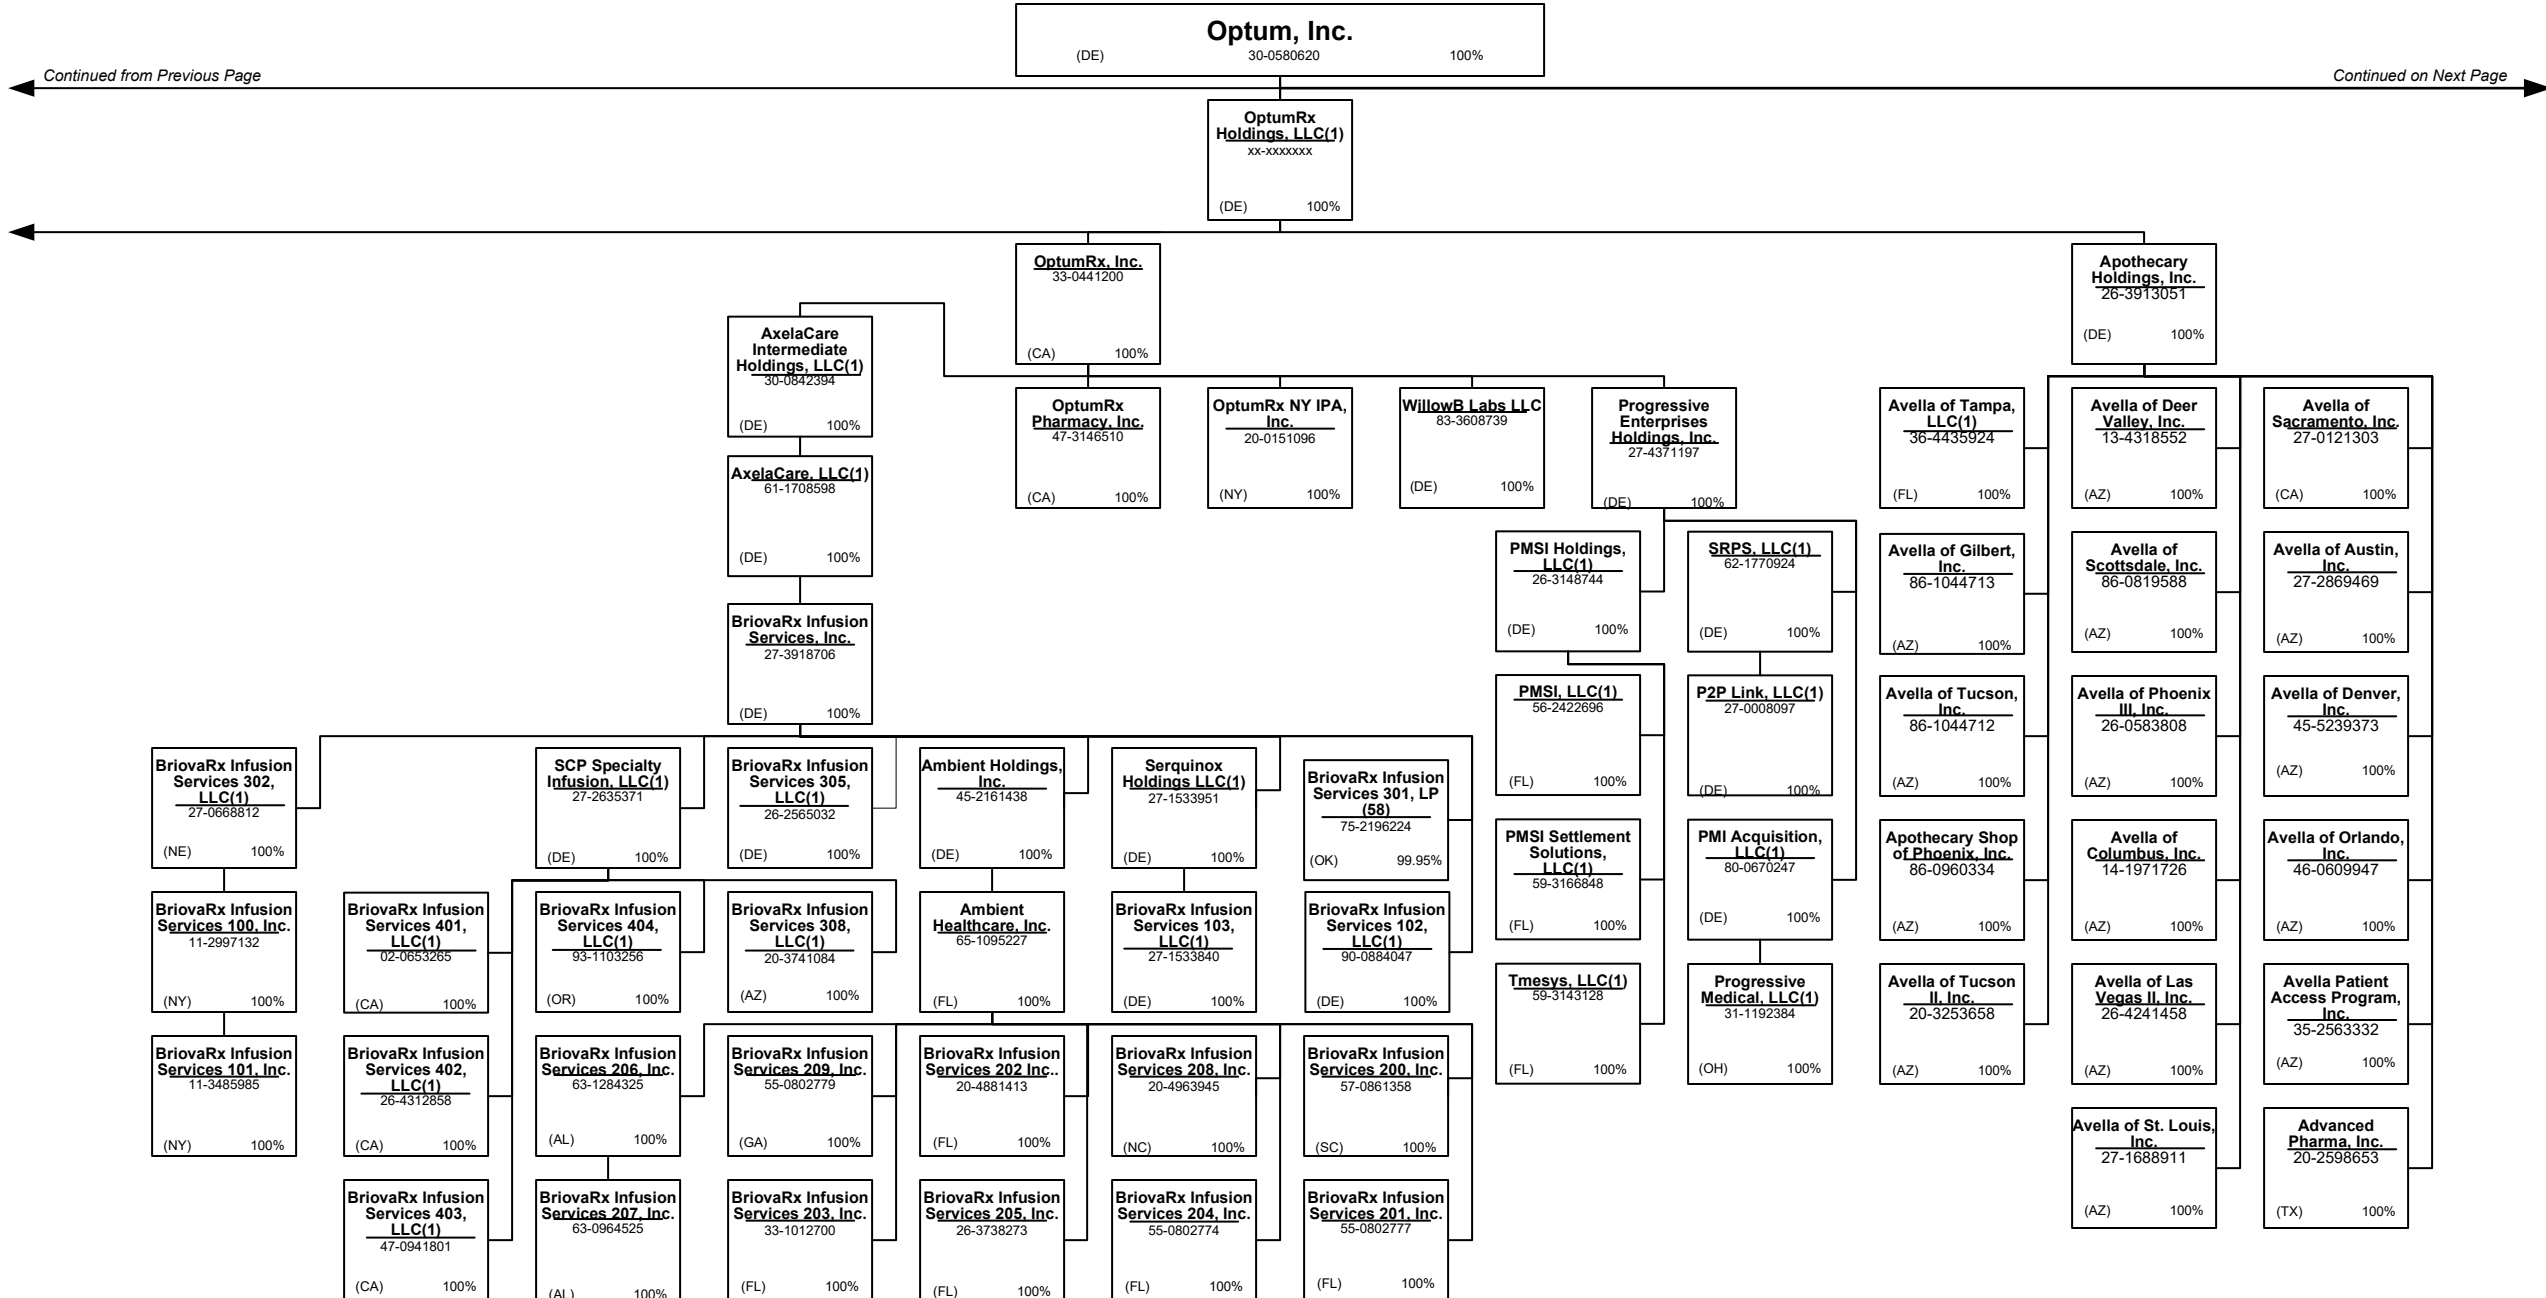 Optum, Inc.
(DE) 30-0580620 100%
Continued from Previous Page
Continued on Next Page
OptumRx
Holdings, LLC(1)
xx-xxxxxxx
(DE) 100%
OptumRx, Inc.
33-0441200
(CA) 100%
Apothecary
Holdings, Inc.
26-3913051
(DE) 100%
AxelaCare
Intermediate
Holdings, LLC(1)
30-0842394
(DE) 100%
OptumRx
Pharmacy, Inc.
47-3146510
(CA) 100%
OptumRx NY IPA,
Inc.
20-0151096
(NY) 100%
WillowB Labs LLC
83-3608739
(DE) 100%
Progressive
Enterprises
Holdings, Inc.
27-4371197
(DE) 100%
Avella of Tampa,
LLC(1)
36-4435924
(FL) 100%
Avella of Deer
Valley, Inc.
13-4318552
(AZ) 100%
Avella of
Sacramento, Inc.
27-0121303
(CA) 100%
AxelaCare, LLC(1)
61-1708598
(DE) 100%
PMSI Holdings,
LLC(1)
26-3148744
(DE) 100%
SRPS, LLC(1)
62-1770924
(DE) 100%
Avella of Gilbert,
Inc.
86-1044713
(AZ) 100%
Avella of
Scottsdale, Inc.
86-0819588
(AZ) 100%
Avella of Austin,
Inc.
27-2869469
(AZ) 100%
BriovaRx Infusion
Services, Inc.
27-3918706
(DE) 100%
PMSI, LLC(1)
56-2422696
(FL) 100%
P2P Link, LLC(1)
27-0008097
(DE) 100%
Avella of Tucson,
Inc.
86-1044712
(AZ) 100%
Avella of Phoenix
III, Inc.
26-0583808
(AZ) 100%
Avella of Denver,
Inc.
45-5239373
(AZ) 100%
BriovaRx Infusion
Services 302,
LLC(1)
27-0668812
(NE) 100%
SCP Specialty
Infusion, LLC(1)
27-2635371
(DE) 100%
BriovaRx Infusion
Services 305,
LLC(1)
26-2565032
(DE) 100%
Ambient Holdings,
Inc.
45-2161438
(DE) 100%
Serquinox
Holdings LLC(1)
27-1533951
(DE) 100%
BriovaRx Infusion
Services 301, LP
(58)
75-2196224
(OK) 99.95%
PMSI Settlement
Solutions,
LLC(1)
59-3166848
(FL) 100%
PMI Acquisition,
LLC(1)
80-0670247
(DE) 100%
Apothecary Shop
of Phoenix, Inc.
86-0960334
(AZ) 100%
Avella of
Columbus, Inc.
14-1971726
(AZ) 100%
Avella of Orlando,
Inc.
46-0609947
(AZ) 100%
BriovaRx Infusion
Services 100, Inc.
11-2997132
(NY) 100%
BriovaRx Infusion
Services 401,
LLC(1)
02-0653265
(CA) 100%
BriovaRx Infusion
Services 404,
LLC(1)
93-1103256
(OR) 100%
BriovaRx Infusion
Services 308,
LLC(1)
20-3741084
(AZ) 100%
Ambient
Healthcare, Inc.
65-1095227
(FL) 100%
BriovaRx Infusion
Services 103,
LLC(1)
27-1533840
(DE) 100%
BriovaRx Infusion
Services 102,
LLC(1)
90-0884047
(DE) 100%
Tmesys, LLC(1)
59-3143128
(FL) 100%
Progressive
Medical, LLC(1)
31-1192384
(OH) 100%
Avella of Tucson
II, Inc.
20-3253658
(AZ) 100%
Avella of Las
Vegas II, Inc.
26-4241458
(AZ) 100%
Avella Patient
Access Program,
Inc.
35-2563332
(AZ) 100%
BriovaRx Infusion
Services 101, Inc.
11-3485985
(NY) 100%
BriovaRx Infusion
Services 402,
LLC(1)
26-4312858
(CA) 100%
BriovaRx Infusion
Services 206, Inc.
63-1284325
(AL) 100%
BriovaRx Infusion
Services 209, Inc.
55-0802779
(GA) 100%
BriovaRx Infusion
Services 202 Inc..
20-4881413
(FL) 100%
BriovaRx Infusion
Services 208, Inc.
20-4963945
(NC) 100%
BriovaRx Infusion
Services 200, Inc.
57-0861358
(SC) 100%
Avella of St. Louis,
Inc.
27-1688911
(AZ) 100%
Advanced
Pharma, Inc.
20-2598653
(TX) 100%
BriovaRx Infusion
Services 403,
LLC(1)
47-0941801
(CA) 100%
BriovaRx Infusion
Services 207, Inc.
63-0964525
(AL) 100%
BriovaRx Infusion
Services 203, Inc.
33-1012700
(FL) 100%
BriovaRx Infusion
Services 205, Inc.
26-3738273
(FL) 100%
BriovaRx Infusion
Services 204, Inc.
55-0802774
(FL) 100%
BriovaRx Infusion
Services 201, Inc.
55-0802777
(FL) 100%